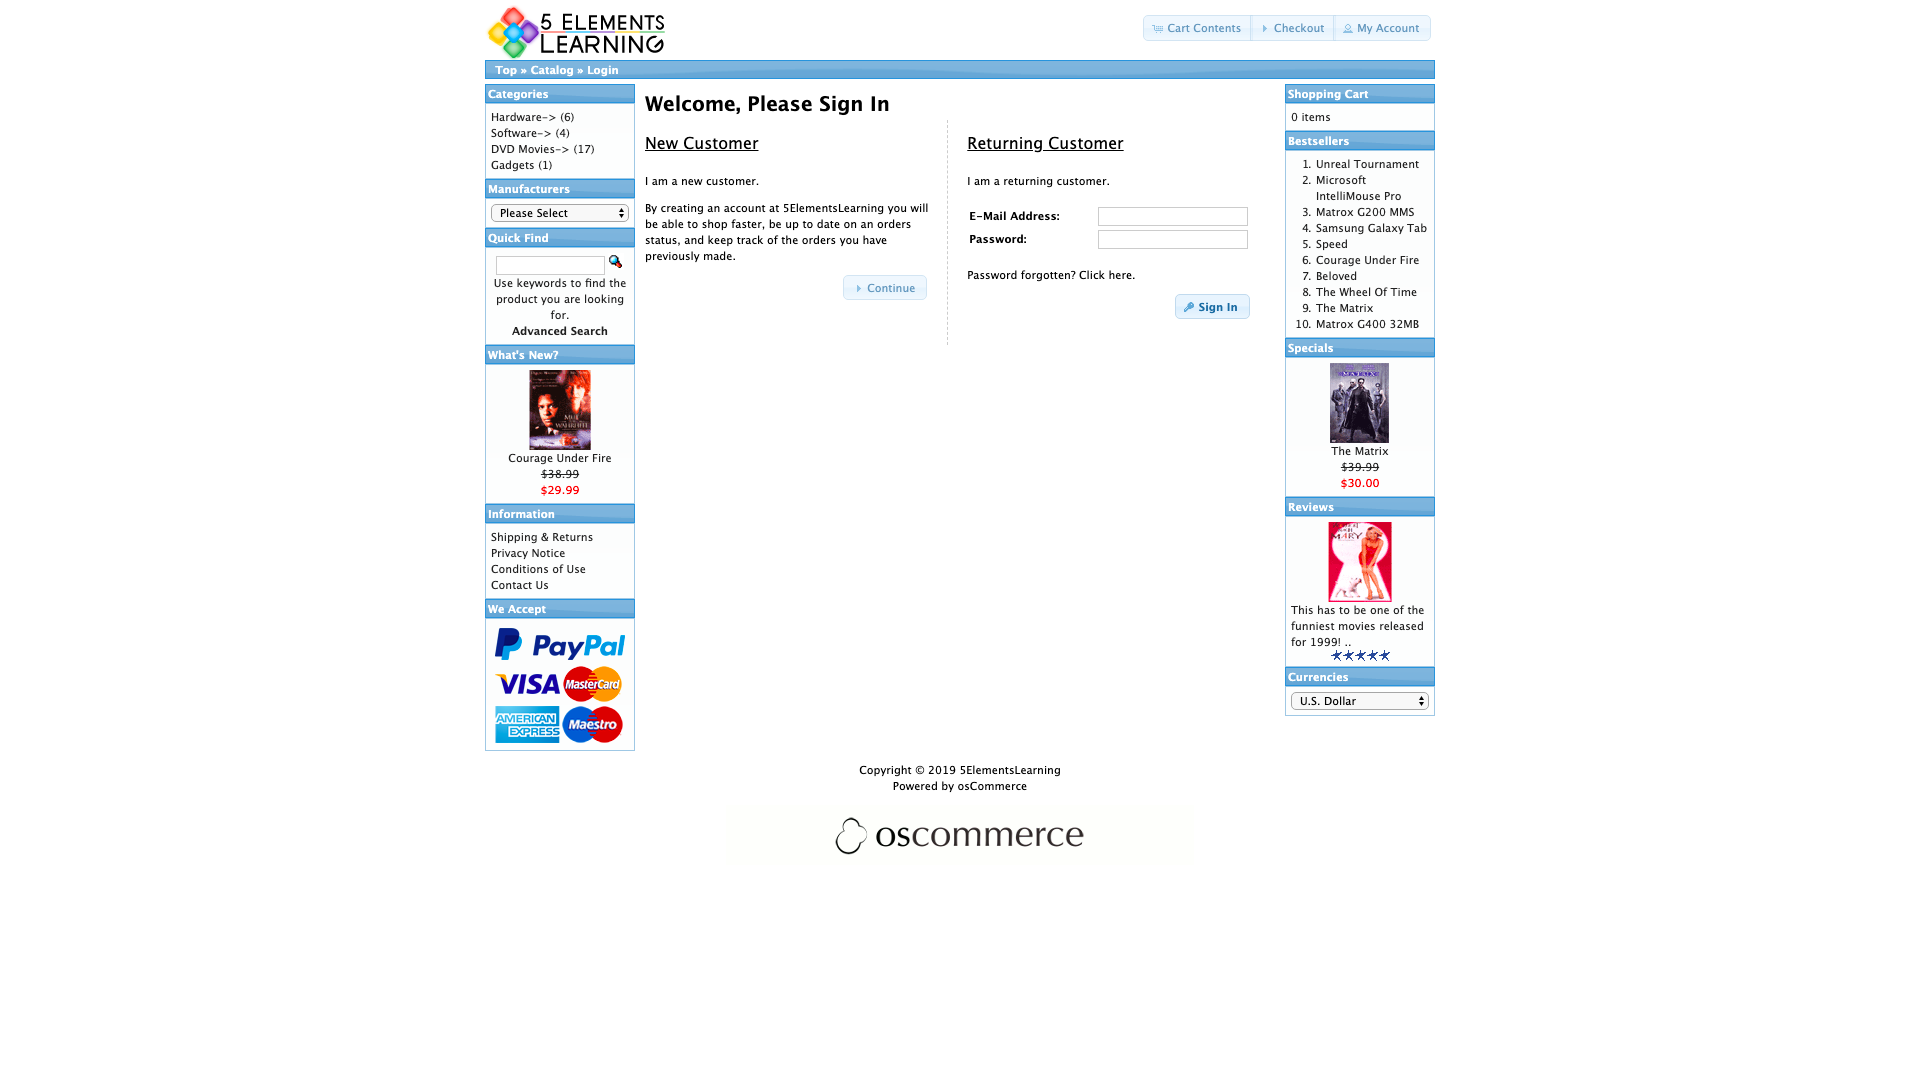 5 ELEMENTS
LEARNING
Cart Contents
Checkout
My Account
Top » Catalog » Login
Categories
Hardware-> (6)
Software-> (4)
DVD Movies-> (17)
Gadgets (1)
Manufacturers
Please Select
Quick Find
Use keywords to find the
product you are looking
for.
Advanced Search
What's New?
Courage Under Fire
$38.99
$29.99
Information
Shipping & Returns
Privacy Notice
Conditions of Use
Contact Us
We Accept
PayPal
VISA
MasterCard
AMERICAN
EXPRESS
Maestro
Welcome, Please Sign In
New Customer
I am a new customer.
By creating an account at 5ElementsLearning you will
be able to shop faster, be up to date on an orders
status, and keep track of the orders you have
previously made.
Continue
Returning Customer
I am a returning customer.
E-Mail Address:
Password:
Password forgotten? Click here.
Sign In
Shopping Cart
0 items
Bestsellers
1. Unreal Tournament
2. Microsoft
IntelliMouse Pro
3. Matrox G200 MMS
4. Samsung Galaxy Tab
5. Speed
6. Courage Under Fire
7. Beloved
8. The Wheel Of Time
9. The Matrix
10. Matrox G400 32MB
Specials
MATRIX
The Matrix
$39.99
$30.00
Reviews
MARY
This has to be one of the
funniest movies released
for 1999! ..
Currencies
U.S. Dollar
Copyright © 2019 5ElementsLearning
Powered by osCommerce
oscommerce